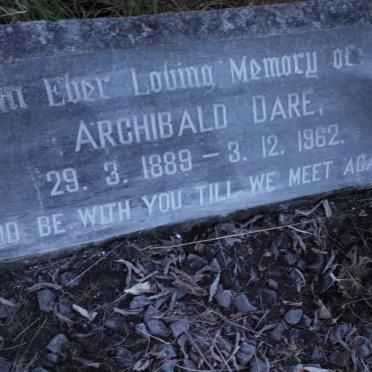 In Ever Loving Memory of
ARCHIBALD DARE,
29. 3. 1889 — 3. 12. 1962.
BE WITH YOU TILL WE MEET